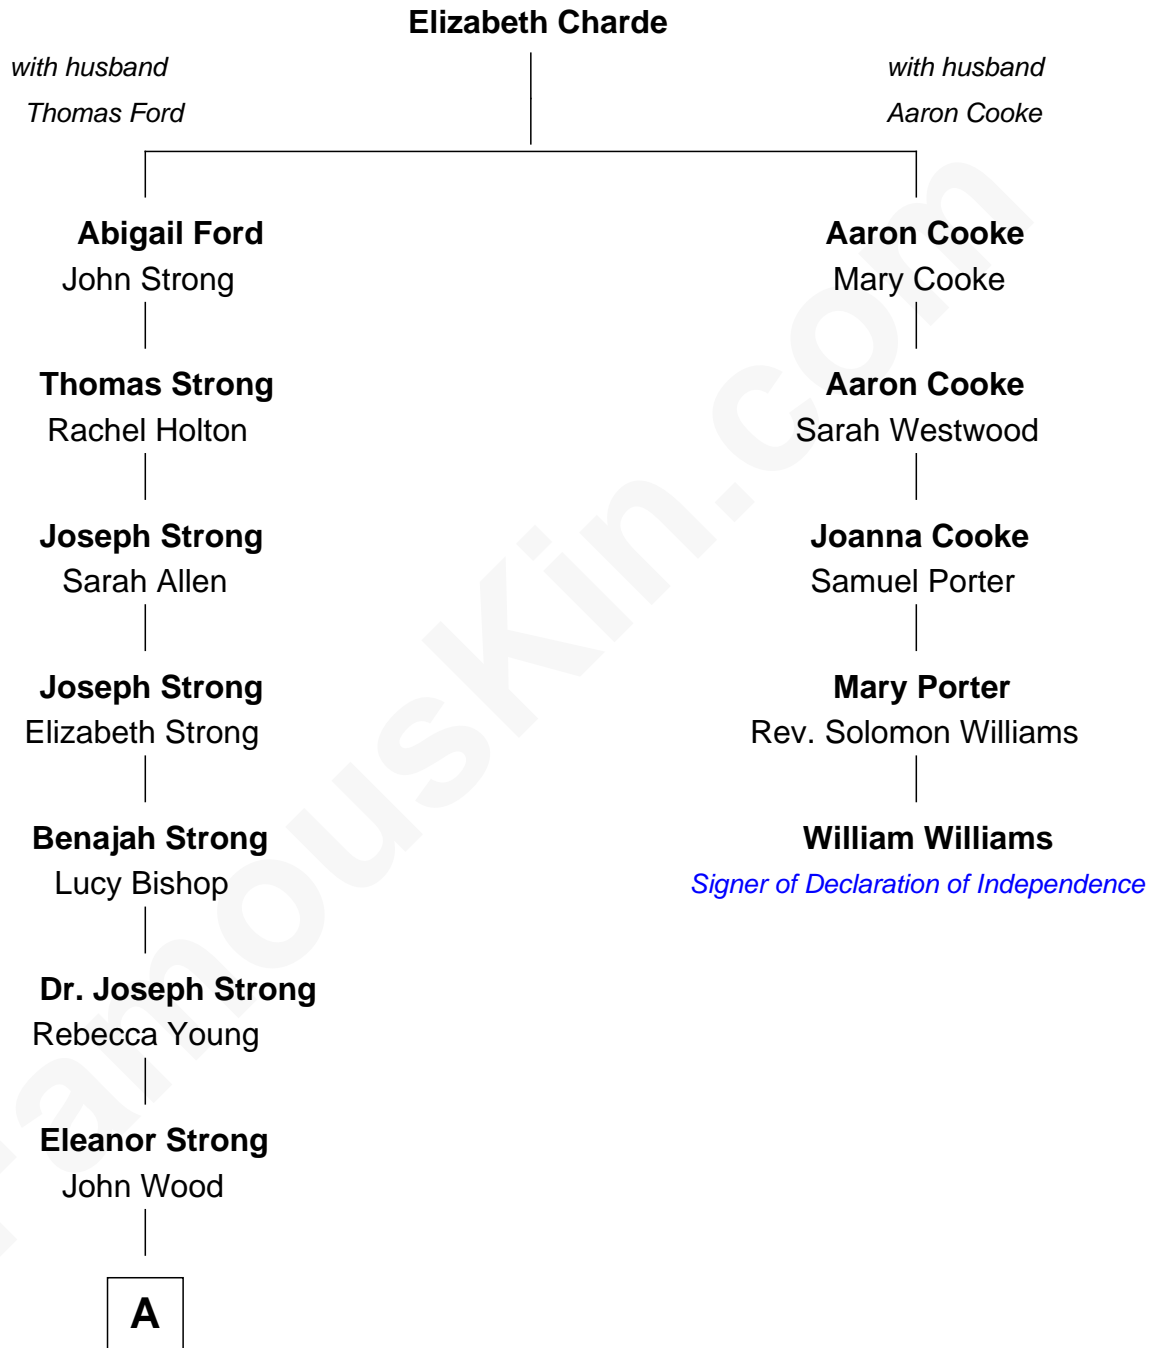 Elizabeth Charde
with husband
Thomas Ford
with husband
Aaron Cooke
Abigail Ford
John Strong
Aaron Cooke
Mary Cooke
Thomas Strong
Rachel Holton
Aaron Cooke
Sarah Westwood
Joseph Strong
Sarah Allen
Joanna Cooke
Samuel Porter
Joseph Strong
Elizabeth Strong
Mary Porter
Rev. Solomon Williams
Benajah Strong
Lucy Bishop
William Williams
Signer of Declaration of Independence
Dr. Joseph Strong
Rebecca Young
Eleanor Strong
John Wood
A
FamousKin.com